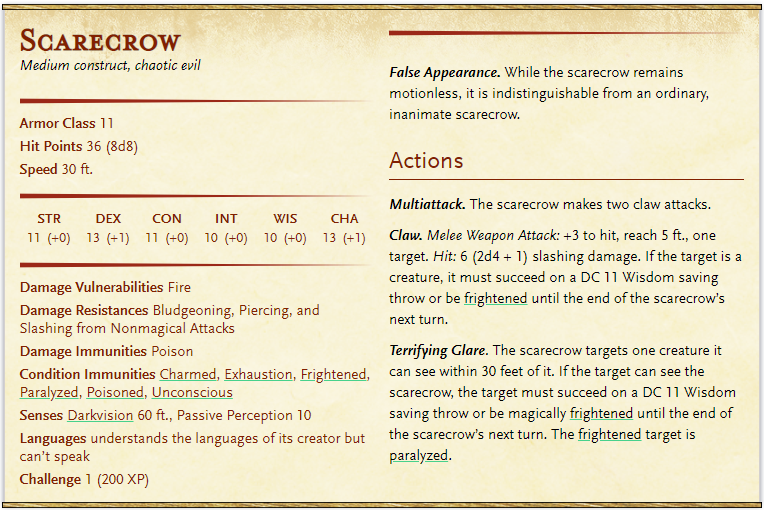 Scarecrow
Medium construct, chaotic evil
Armor Class 11
Hit Points 36 (8d8)
Speed 30 ft.
STR DEX CON INT WIS CHA
11 (+0) 13 (+1) 11 (+0) 10 (+0) 10 (+0) 13 (+1)
Damage Vulnerabilities Fire
Damage Resistances Bludgeoning, Piercing, and
Slashing from Nonmagical Attacks
Damage Immunities Poison
Condition Immunities Charmed, Exhaustion, Frightened,
Paralyzed, Poisoned, Unconscious
Senses Darkvision 60 ft., Passive Perception 10
Languages understands the languages of its creator but
can't speak
Challenge 1 (200 XP)
False Appearance. While the scarecrow remains
motionless, it is indistinguishable from an ordinary,
inanimate scarecrow.
Actions
Multiattack. The scarecrow makes two claw attacks.
Claw. Melee Weapon Attack: +3 to hit, reach 5 ft., one
target. Hit: 6 (2d4 + 1) slashing damage. If the target is a
creature, it must succeed on a DC 11 Wisdom saving
throw or be frightened until the end of the scarecrow's
next turn.
Terrifying Glare. The scarecrow targets one creature it
can see within 30 feet of it. If the target can see the
scarecrow, the target must succeed on a DC 11 Wisdom
saving throw or be magically frightened until the end of
the scarecrow's next turn. The frightened target is
paralyzed.